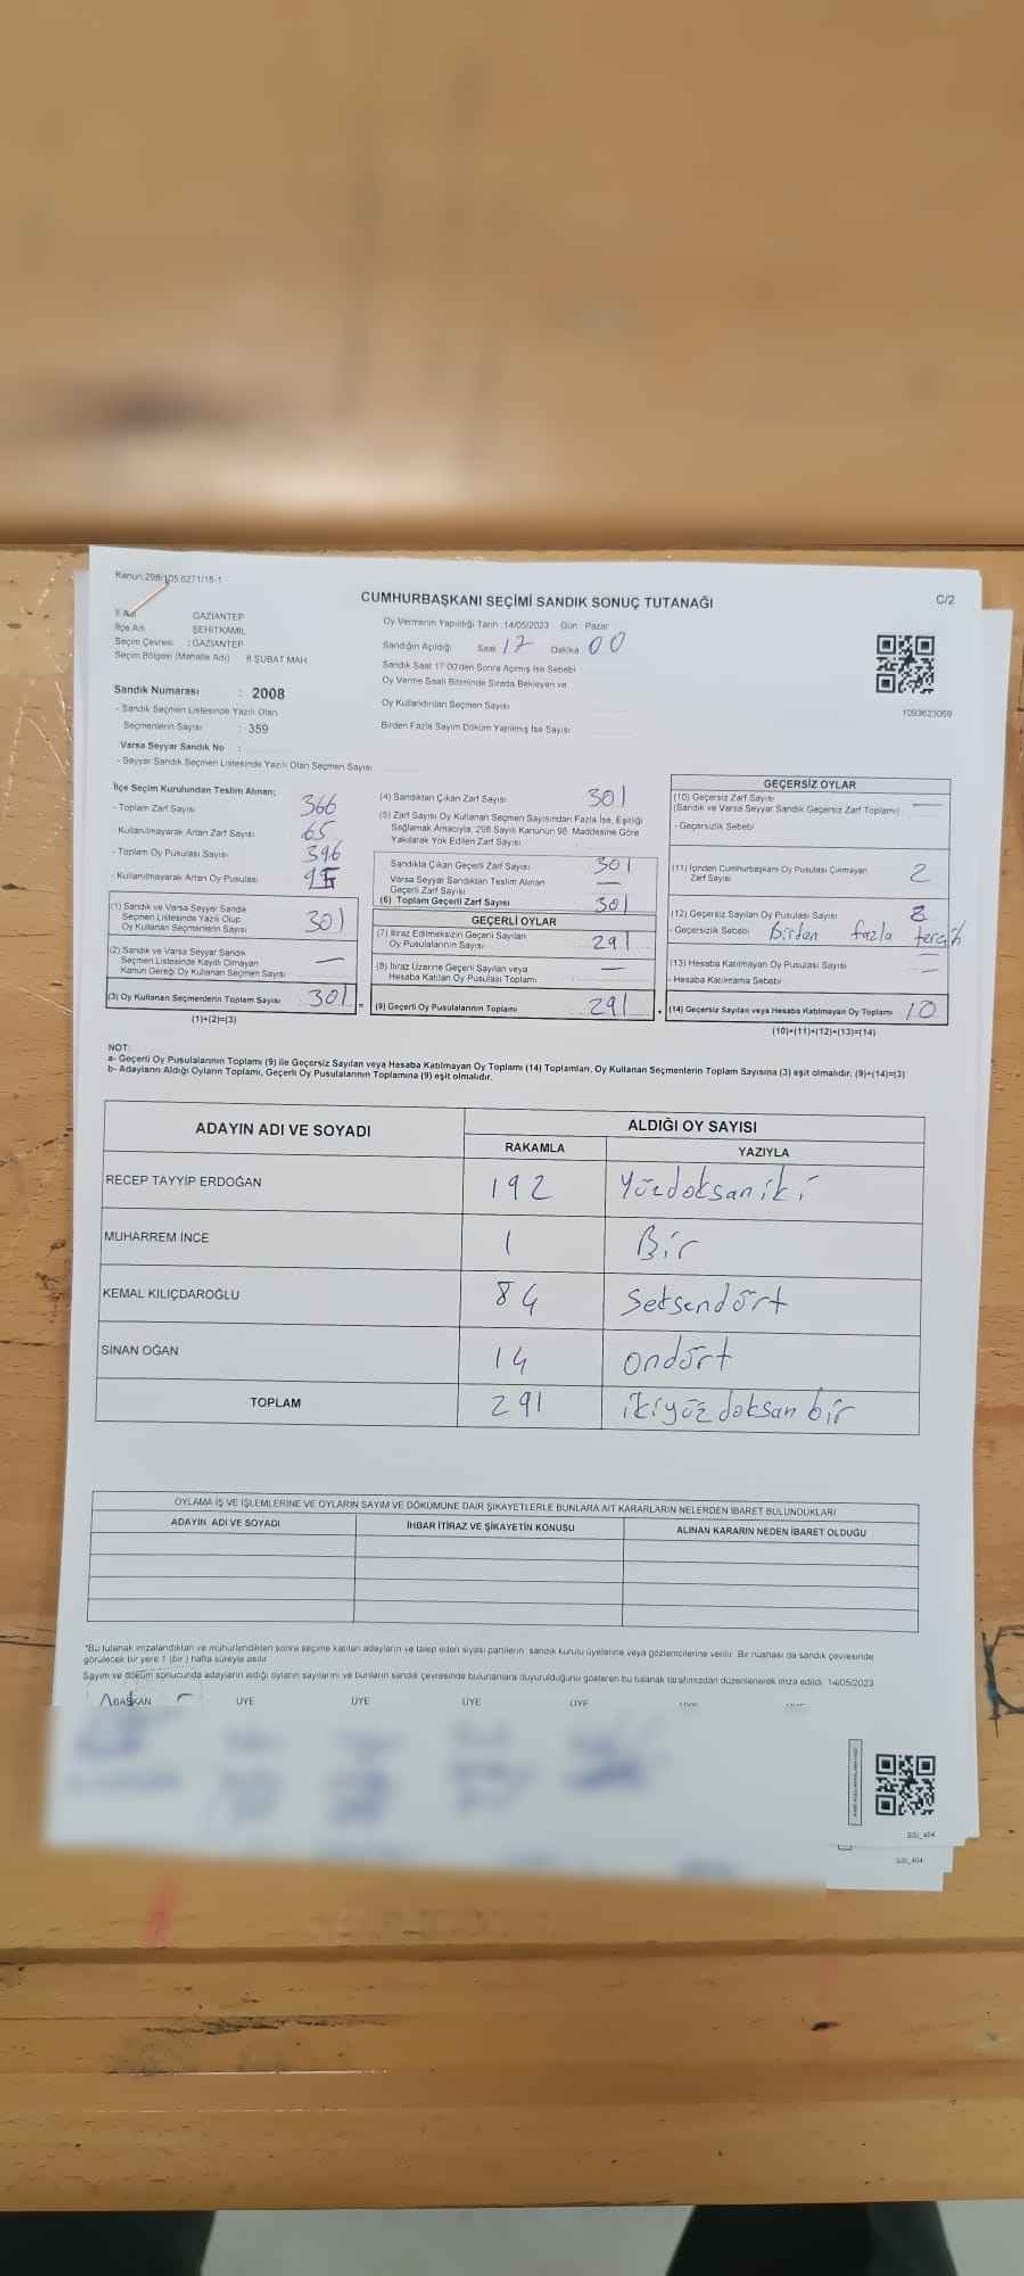 Kanun:298/105,6271/15-1
CUMHURBAŞKANI SEÇİMİ SANDIK SONUÇ TUTANAĞI
C/2
İl Adı GAZİANTEP
İlçe Adı ŞEHİTKAMİL
Seçim Çevresi : GAZİANTEP
Seçim Bölgesi (Mahalle Adı) 8 ŞUBAT MAH
Oy Vermenin Yapıldığı Tarih :14/05/2023 Gün : Pazar
Sandığın Açıldığı Saat 17 Dakika 00
Sandık Saat 17:00'den Sonra Açılmış İse Sebebi
Oy Verme Saati Bitiminde Sırada Bekleyen ve
Oy Kullandırılan Seçmen Sayısı
Birden Fazla Sayım Döküm Yapılmış İse Sayısı
1093623069
Sandık Numarası : 2008
- Sandık Seçmen Listesinde Yazılı Olan
Seçmenlerin Sayısı : 359
Varsa Seyyar Sandık No :
- Seyyar Sandık Seçmen Listesinde Yazılı Olan Seçmen Sayısı
İlçe Seçim Kurulundan Teslim Alınan;
- Toplam Zarf Sayısı 366
- Kullanılmayarak Artan Zarf Sayısı 65
- Toplam Oy Pusulası Sayısı 396
- Kullanılmayarak Artan Oy Pusulası
(1) Sandık ve Varsa Seyyar Sandık
Seçmen Listesinde Yazılı Olup
Oy Kullanan Seçmenlerin Sayısı 301
(2) Sandık ve Varsa Seyyar Sandık
Seçmen Listesinde Kayıtlı Olmayan
Kanun Gereği Oy Kullanan Seçmen Sayısı —
(3) Oy Kullanan Seçmenlerin Toplam Sayısı 301 =
(1)+(2)=(3)
(4) Sandıktan Çıkan Zarf Sayısı 301
(5) Zarf Sayısı Oy Kullanan Seçmen Sayısından Fazla İse, Eşitliği
Sağlamak Amacıyla, 298 Sayılı Kanunun 98. Maddesine Göre
Yakılarak Yok Edilen Zarf Sayısı
Sandıkta Çıkan Geçerli Zarf Sayısı 301
Varsa Seyyar Sandıktan Teslim Alınan
Geçerli Zarf Sayısı —
(6) Toplam Geçerli Zarf Sayısı 301
GEÇERLİ OYLAR
(7) İtiraz Edilmeksizin Geçerli Sayılan
Oy Pusulalarının Sayısı 291
(8) İtiraz Üzerine Geçerli Sayılan veya
Hesaba Katılan Oy Pusulası Toplamı —
(9) Geçerli Oy Pusulalarının Toplamı 291 +
GEÇERSİZ OYLAR
(10) Geçersiz Zarf Sayısı
(Sandık ve Varsa Seyyar Sandık Geçersiz Zarf Toplamı) —
- Geçersizlik Sebebi
(11) İçinden Cumhurbaşkanı Oy Pusulası Çıkmayan
Zarf Sayısı 2
(12) Geçersiz Sayılan Oy Pusulası Sayısı 8
- Geçersizlik Sebebi Birden fazla tercih
(13) Hesaba Katılmayan Oy Pusulası Sayısı —
- Hesaba Katılmama Sebebi —
(14) Geçersiz Sayılan veya Hesaba Katılmayan Oy Toplamı 10
(10)+(11)+(12)+(13)=(14)
NOT:
a- Geçerli Oy Pusulalarının Toplamı (9) ile Geçersiz Sayılan veya Hesaba Katılmayan Oy Toplamı (14) Toplamları, Oy Kullanan Seçmenlerin Toplam Sayısına (3) eşit olmalıdır. (9)+(14)=(3)
b- Adayların Aldığı Oyların Toplamı, Geçerli Oy Pusulalarının Toplamına (9) eşit olmalıdır.
ADAYIN ADI VE SOYADI
ALDIĞI OY SAYISI
RAKAMLA YAZIYLA
RECEP TAYYİP ERDOĞAN 192 Yüzdoksaniki
MUHARREM İNCE 1 Bir
KEMAL KILIÇDAROĞLU 84 Seksendört
SİNAN OĞAN 14 ondört
TOPLAM 291 ikiyüzdoksan bir
OYLAMA İŞ VE İŞLEMLERİNE VE OYLARIN SAYIM VE DÖKÜMÜNE DAİR ŞİKAYETLERLE BUNLARA AİT KARARLARIN NELERDEN İBARET BULUNDUKLARI
ADAYIN ADI VE SOYADI İHBAR İTİRAZ VE ŞİKAYETİN KONUSU ALINAN KARARIN NEDEN İBARET OLDUĞU
*Bu tutanak imzalandıktan ve mühürlendikten sonra seçime katılan adayların ve talep eden siyasi partilerin, sandık kurulu üyelerine veya gözlemcilerine verilir. Bir nüshası da sandık çevresinde
görülecek bir yere 1 (bir) hafta süreyle asılır.
Sayım ve döküm sonucunda adayların aldığı oyların sayılarını ve bunların sandık çevresinde bulunanlara duyurulduğunu gösteren bu tutanak tarafımızdan düzenlenerek imza edildi. 14/05/2023
BAŞKAN ÜYE ÜYE ÜYE ÜYE